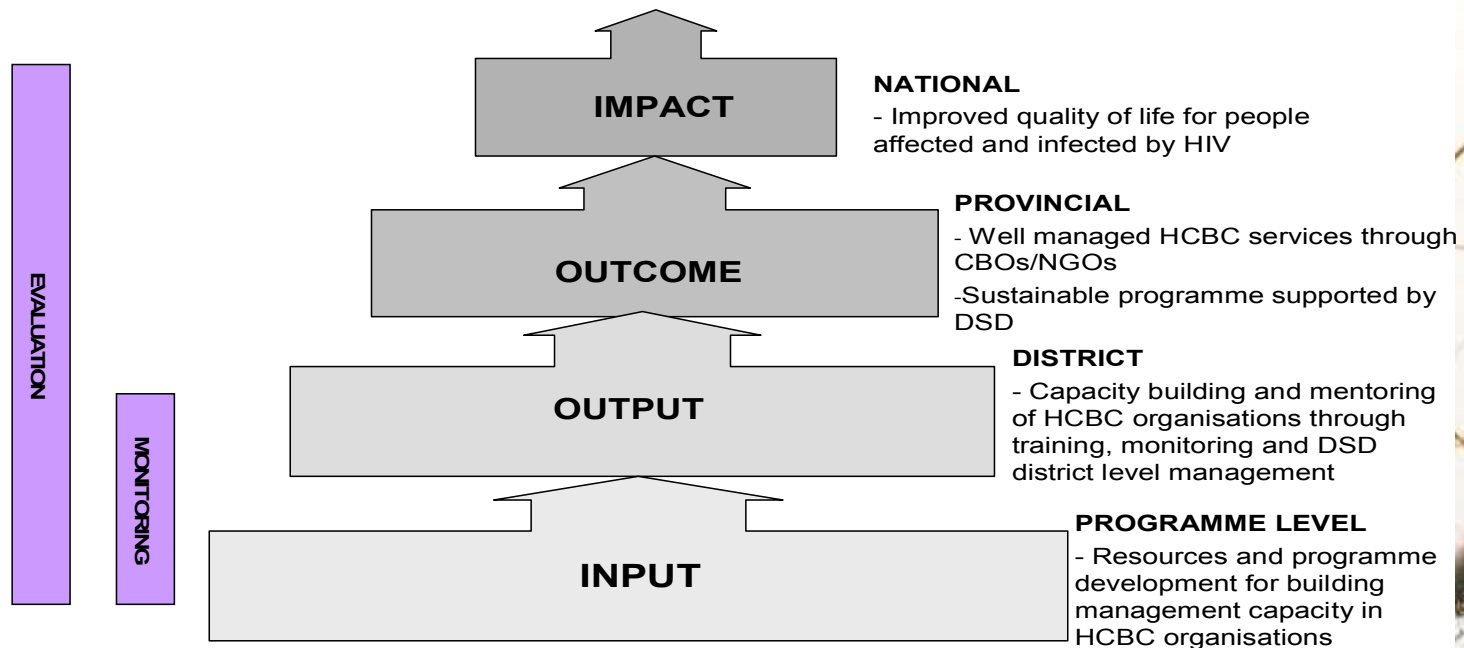 EVALUATION
MONITORING
IMPACT
NATIONAL
- Improved quality of life for people
affected and infected by HIV
OUTCOME
PROVINCIAL
- Well managed HCBC services through
CBOs/NGOs
-Sustainable programme supported by
DSD
OUTPUT
DISTRICT
- Capacity building and mentoring
of HCBC organisations through
training, monitoring and DSD
district level management
INPUT
PROGRAMME LEVEL
- Resources and programme
development for building
management capacity in
HCBC organisations